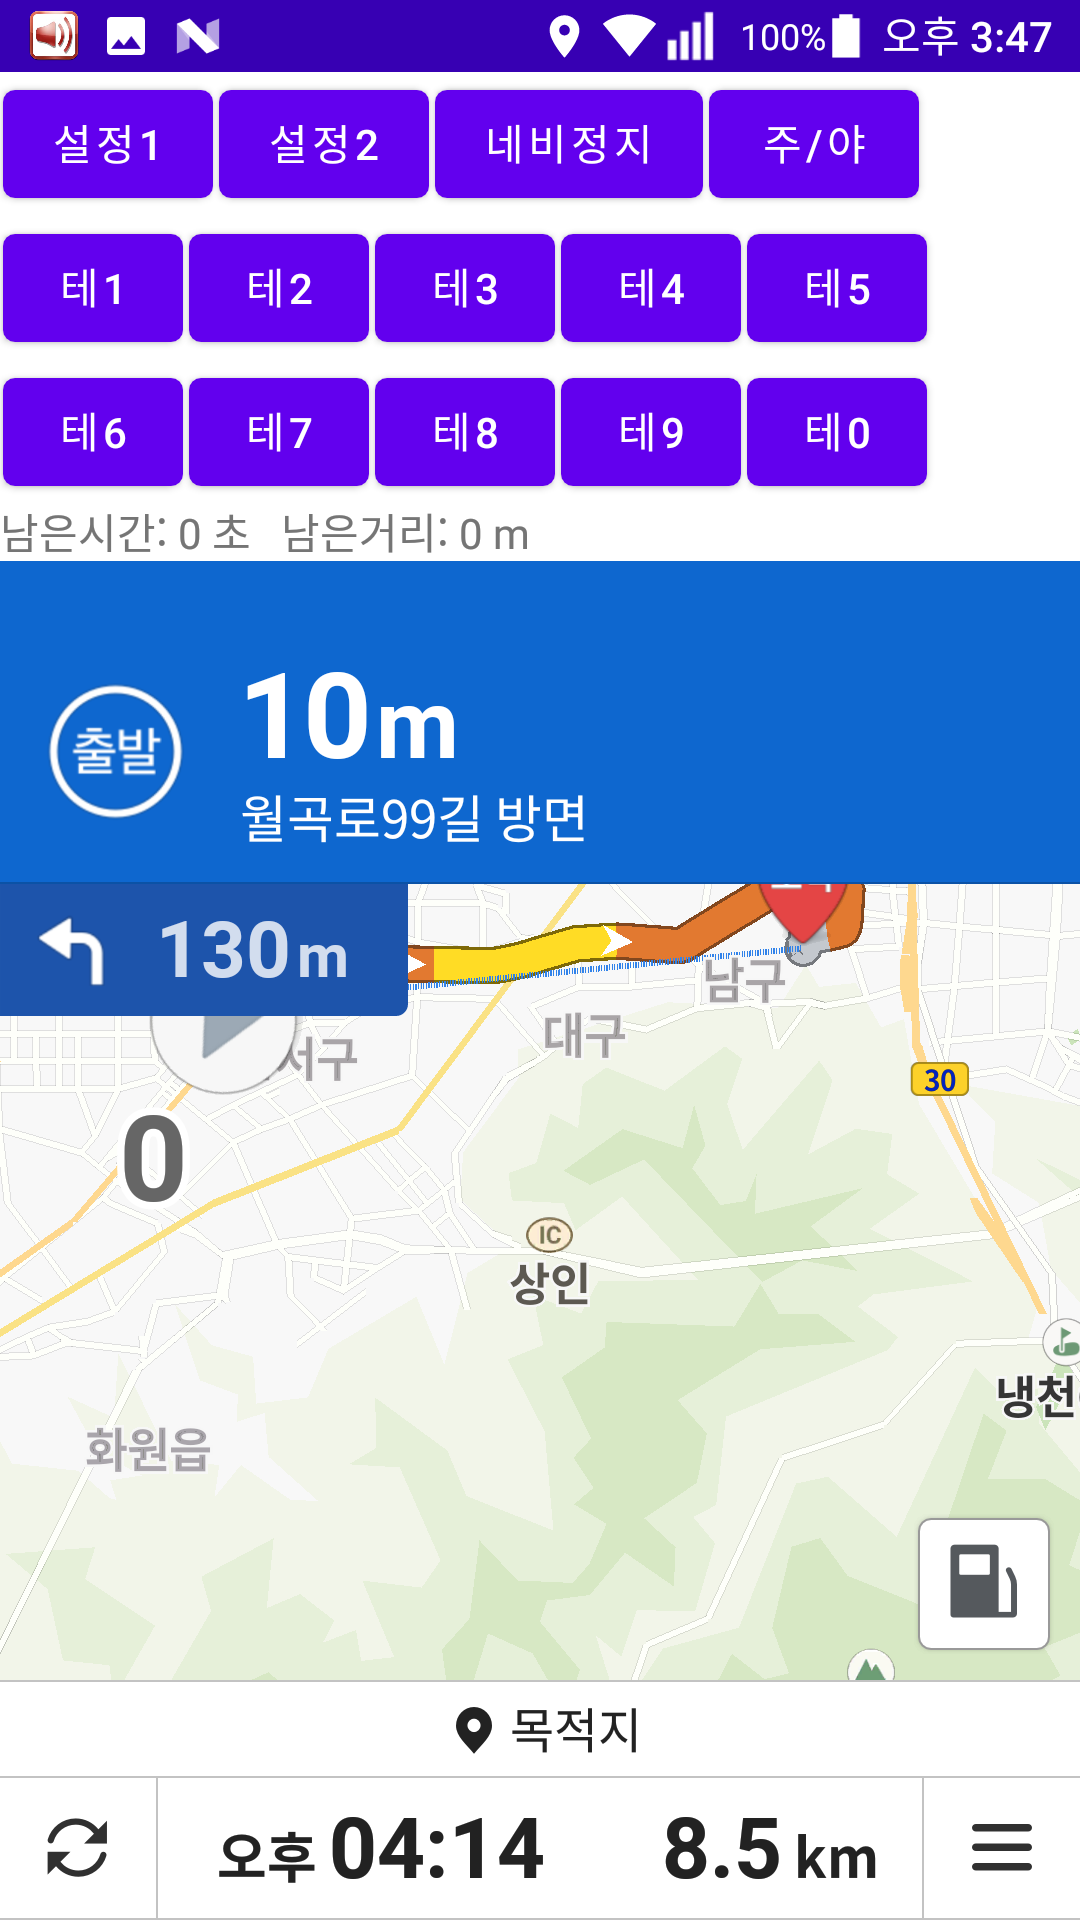 100% 오후 3:47
설정1 설정2 네비정지 주/야
테1 테2 테3 테4 테5
테6 테7 테8 테9 테0
남은시간: 0 초 남은거리: 0 m
출발
10m
월곡로99길 방면
130m
남구
대구
서구
30
0
IC
상인
냉천
화원읍
목적지
오후 04:14 8.5 km